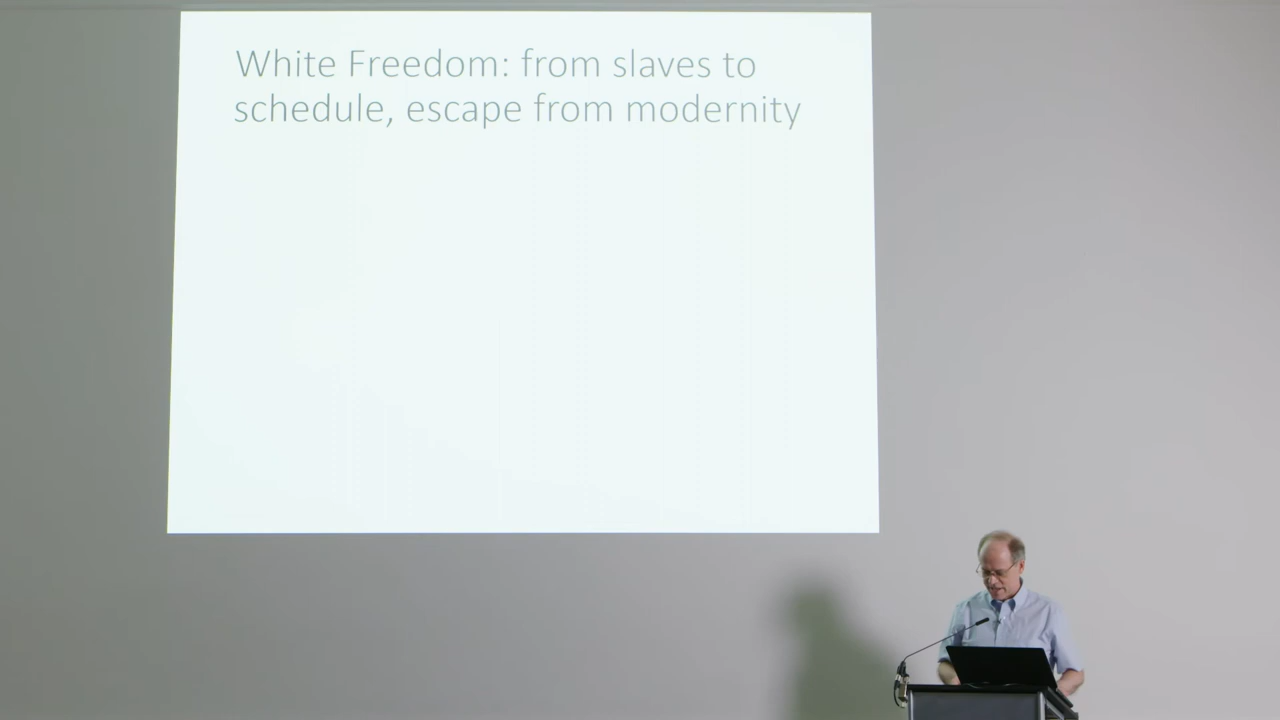 White Freedom: from slaves to
schedule, escape from modernity